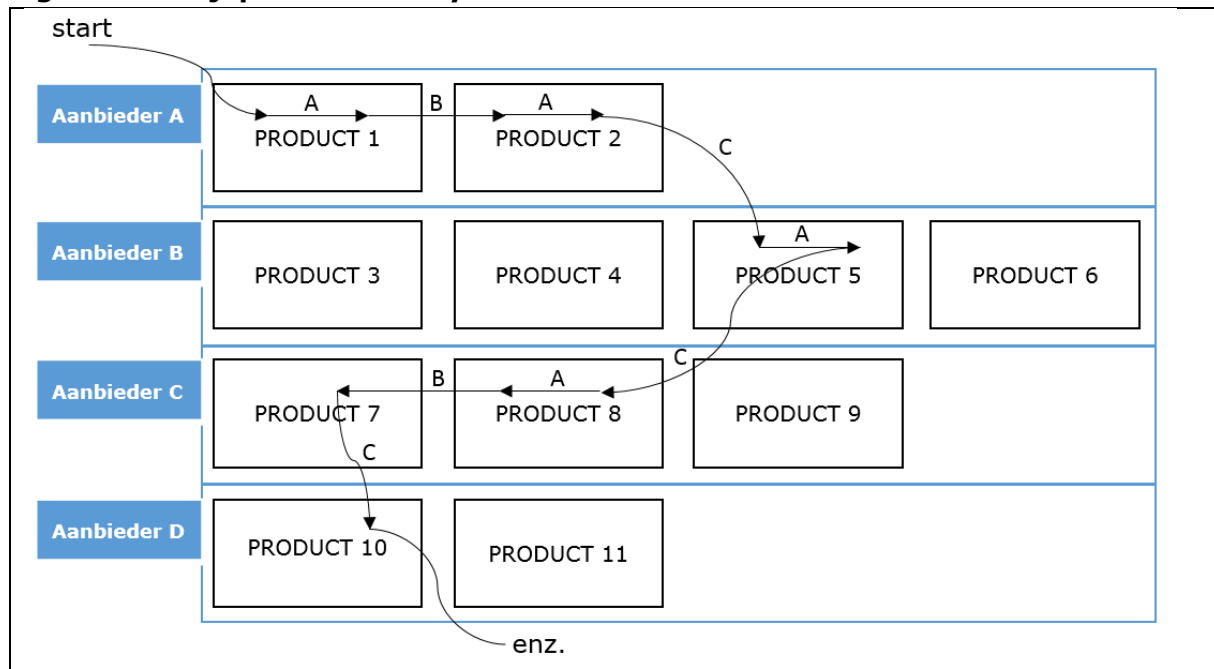 start
Aanbieder A
A
B
A
PRODUCT 1
PRODUCT 2
C
Aanbieder B
A
PRODUCT 3
PRODUCT 4
PRODUCT 5
PRODUCT 6
C
Aanbieder C
B
A
PRODUCT 7
PRODUCT 8
PRODUCT 9
C
Aanbieder D
PRODUCT 10
PRODUCT 11
enz.